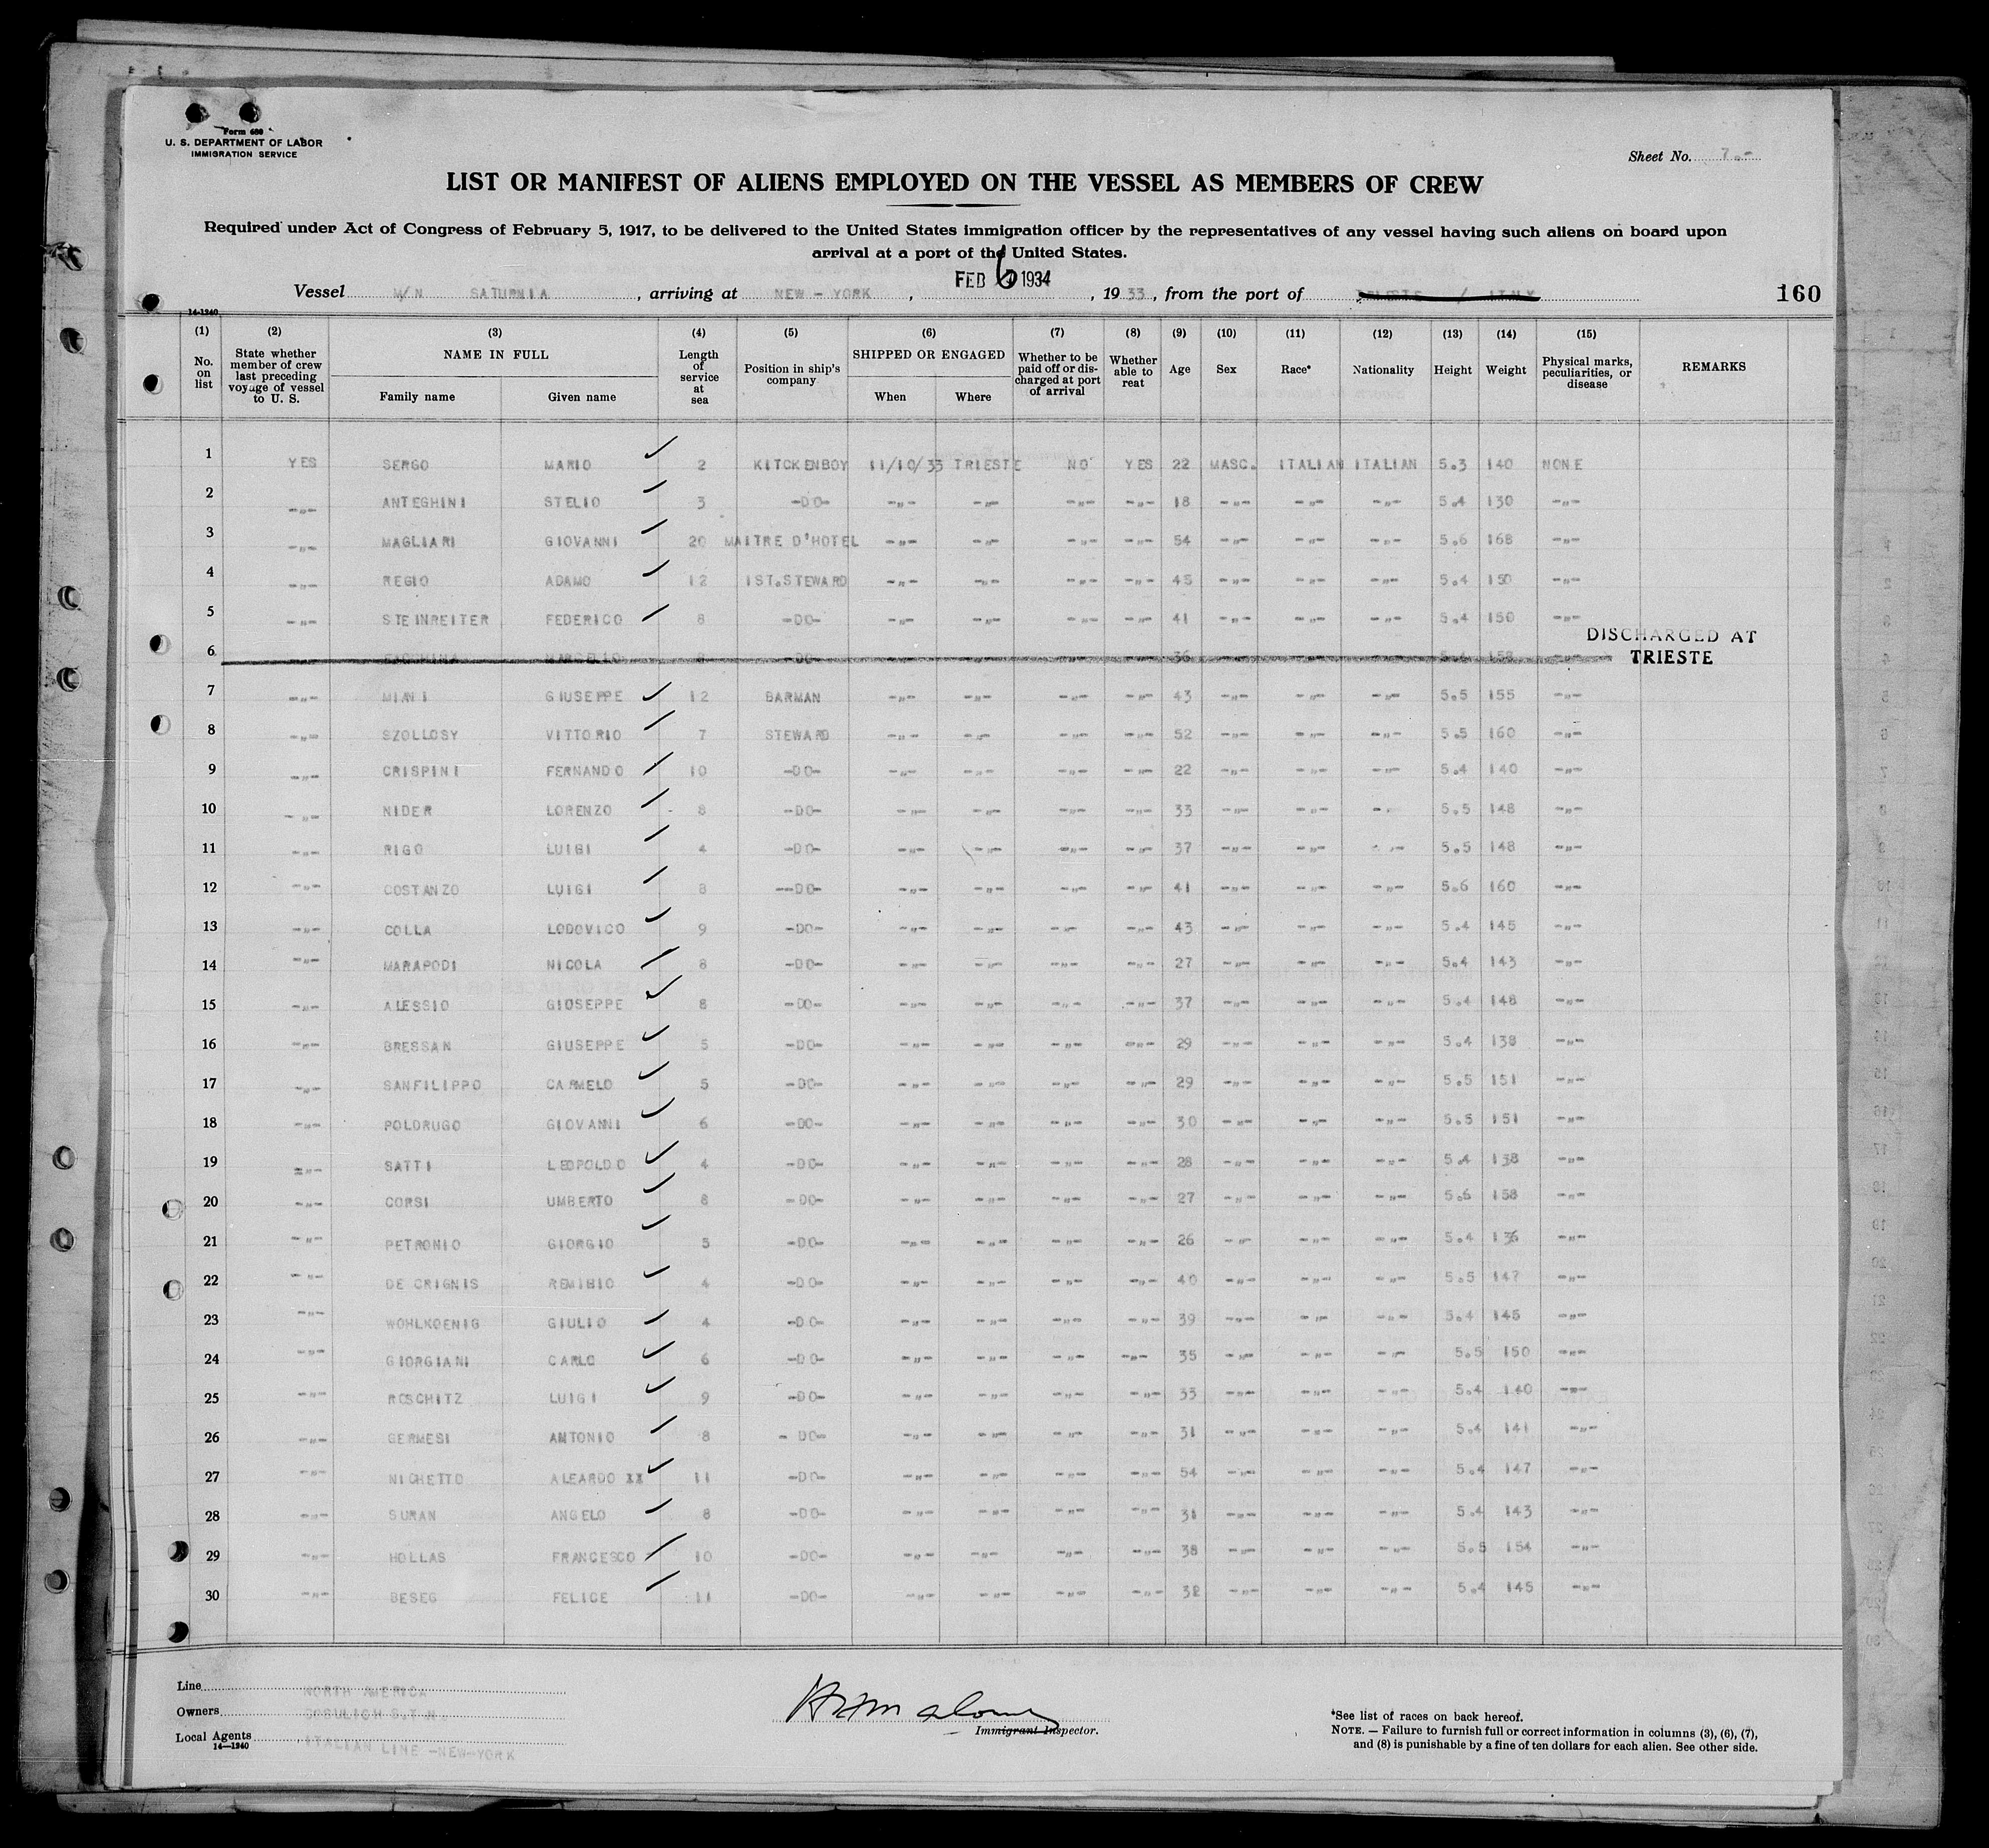 Form 680
U. S. DEPARTMENT OF LABOR
IMMIGRATION SERVICE
Sheet No. 7.-
LIST OR MANIFEST OF ALIENS EMPLOYED ON THE VESSEL AS MEMBERS OF CREW
Required under Act of Congress of February 5, 1917, to be delivered to the United States immigration officer by the representatives of any vessel having such aliens on board upon
arrival at a port of the United States.
FEB 6 1934
Vessel M/N SATURNIA, arriving at NEW-YORK, , 1933, from the port of
160
14-1240
(1) (2) (3) (4) (5) (6) (7) (8) (9) (10) (11) (12) (13) (14) (15)
No. on list
State whether member of crew last preceding voyage of vessel to U. S.
NAME IN FULL
Family name
Given name
Length of service at sea
Position in ship's company
SHIPPED OR ENGAGED
When
Where
Whether to be paid off or discharged at port of arrival
Whether able to reat
Age
Sex
Race*
Nationality
Height
Weight
Physical marks, peculiarities, or disease
REMARKS
1 YES SERGO MARIO 2 KITCKENBOY 11/10/33 TRIESTE NO YES 22 MASC. ITALIAN ITALIAN 5.3 140 NONE
2 -"- ANTEGHINI STELIO 3 -DO- -"- -"- -"- -"- 18 -"- -"- -"- 5.4 130 -"-
3 -"- MAGLIARI GIOVANNI 20 MAITRE D'HOTEL -"- -"- -"- -"- 54 -"- -"- -"- 5.6 168 -"-
4 -"- REGIO ADAMO 12 1ST.STEWARD -"- -"- -"- -"- 45 -"- -"- -"- 5.4 150 -"-
5 -"- STEINREITER FEDERICO 8 -DO- -"- -"- -"- -"- 41 -"- -"- -"- 5.4 150 -"-
6 MARCELLO 8 -DO- 36 5.4 158 DISCHARGED AT TRIESTE
7 -"- MIANI GIUSEPPE 12 BARMAN -"- -"- -"- -"- 43 -"- -"- -"- 5.5 155 -"-
8 -"- SZOLLOSY VITTORIO 7 STEWARD -"- -"- -"- -"- 52 -"- -"- -"- 5.5 160 -"-
9 -"- CRISPINI FERNANDO 10 -DO- -"- -"- -"- -"- 22 -"- -"- -"- 5.4 140 -"-
10 -"- NIDER LORENZO 8 -DO- -"- -"- -"- -"- 33 -"- -"- -"- 5.5 148 -"-
11 -"- RIGO LUIGI 4 -DO- -"- -"- -"- -"- 37 -"- -"- -"- 5.5 148 -"-
12 -"- COSTANZO LUIGI 8 --DO- -"- -"- -"- -"- 41 -"- -"- -"- 5.6 160 -"-
13 -"- COLLA LODOVICO 9 -DO- -"- -"- -"- -"- 43 -"- -"- -"- 5.4 145 -"-
14 -"- MARAPODI NICOLA 8 -DO- -"- -"- -"- -"- 27 -"- -"- -"- 5.4 143 -"-
15 -"- ALESSIO GIOSEPPE 8 -DO- -"- -"- -"- -"- 37 -"- -"- -"- 5.4 148 -"-
16 -"- BRESSAN GIUSEPPE 5 -DO- -"- -"- -"- -"- 29 -"- -"- -"- 5.4 138 -"-
17 -"- SANFILIPPO CARMELO 5 -DO- -"- -"- -"- -"- 29 -"- -"- -"- 5.5 151 -"-
18 -"- POLDRUGO GIOVANNI 6 -DO- -"- -"- -"- -"- 30 -"- -"- -"- 5.5 151 -"-
19 -"- SATTI LEOPOLDO 4 -DO- -"- -"- -"- -"- 28 -"- -"- -"- 5.4 138 -"-
20 -"- CORSI UMBERTO 8 -DO- -"- -"- -"- -"- 27 -"- -"- -"- 5.6 158 -"-
21 -"- PETRONIO GIORGIO 5 -DO- -"- -"- -"- -"- 26 -"- -"- -"- 5.4 136 -"-
22 -"- DE CRIGNIS REMIGIO 4 -DO- -"- -"- -"- -"- 40 -"- -"- -"- 5.5 147 -"-
23 -"- WOHLKOENIG GIULIO 4 -DO- -"- -"- -"- -"- 39 -"- -"- -"- 5.4 145 -"-
24 -"- GIORGIANI CARLO 6 -DO- -"- -"- -"- -"- 35 -"- -"- -"- 5.5 150 -"-
25 -"- ROSCHITZ LUIGI 9 -DO- -"- -"- -"- -"- 33 -"- -"- -"- 5.4 140 -"-
26 -"- GERMESI ANTONIO 8 - DO- -"- -"- -"- -"- 31 -"- -"- -"- 5.4 141 -"-
27 -"- NICHETTO ALEARDO XX 11 -DO- -"- -"- -"- -"- 54 -"- -"- -"- 5.4 147 -"-
28 -"- SURAN ANGELO 8 -DO- -"- -"- -"- -"- 31 -"- -"- -"- 5.4 143 -"-
29 -"- HOLLAS FRANCESCO 10 -DO- -"- -"- -"- -"- 38 -"- -"- -"- 5.5 154 -"-
30 -"- BESEG FELICE 11 -DO- -"- -"- -"- -"- 32 -"- -"- -"- 5.4 145 -"-
Line NORTH AMERICA
Owners COSULICH S.T.N.
Local Agents ITALIAN LINE -NEW-YORK
14-1240
Immigrant Inspector.
*See list of races on back hereof.
NOTE. — Failure to furnish full or correct information in columns (3), (6), (7),
and (8) is punishable by a fine of ten dollars for each alien. See other side.